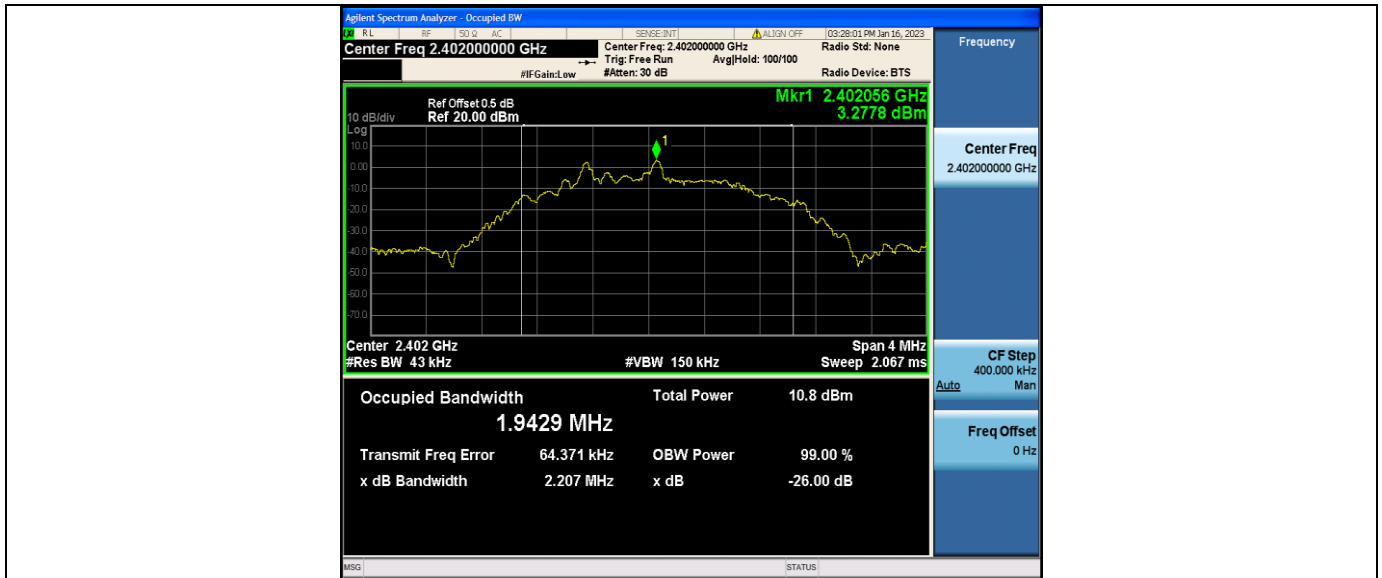 Agilent Spectrum Analyzer - Occupied BW
RL RF 50 Ω AC SENSE:INT ALIGN OFF 03:28:01 PM Jan 16, 2023
Center Freq 2.402000000 GHz
Center Freq: 2.402000000 GHz
Radio Std: None
Trig: Free Run Avg|Hold: 100/100
#IFGain:Low #Atten: 30 dB Radio Device: BTS
Frequency
Mkr1 2.402056 GHz
3.2778 dBm
Ref Offset 0.5 dB
10 dB/div Ref 20.00 dBm
Log
10.0
0.00
-10.0
-20.0
-30.0
-40.0
-50.0
-60.0
-70.0
1
Center 2.402 GHz Span 4 MHz
#Res BW 43 kHz #VBW 150 kHz Sweep 2.067 ms
Occupied Bandwidth Total Power 10.8 dBm
1.9429 MHz
Transmit Freq Error 64.371 kHz OBW Power 99.00 %
x dB Bandwidth 2.207 MHz x dB -26.00 dB
Center Freq
2.402000000 GHz
CF Step
400.000 kHz
Auto Man
Freq Offset
0 Hz
MSG STATUS